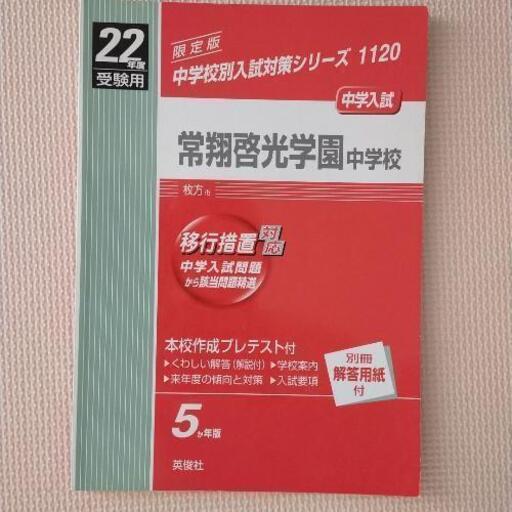 22年度
受験用
限定版
中学校別入試対策シリーズ 1120
中学入試
常翔啓光学園中学校
枚方市
移行措置対応
中学入試問題
から該当問題精選
本校作成プレテスト付
▶くわしい解答(解説付) ▶学校案内
▶来年度の傾向と対策 ▶入試要項
別冊
解答用紙
付
5か年版
英俊社